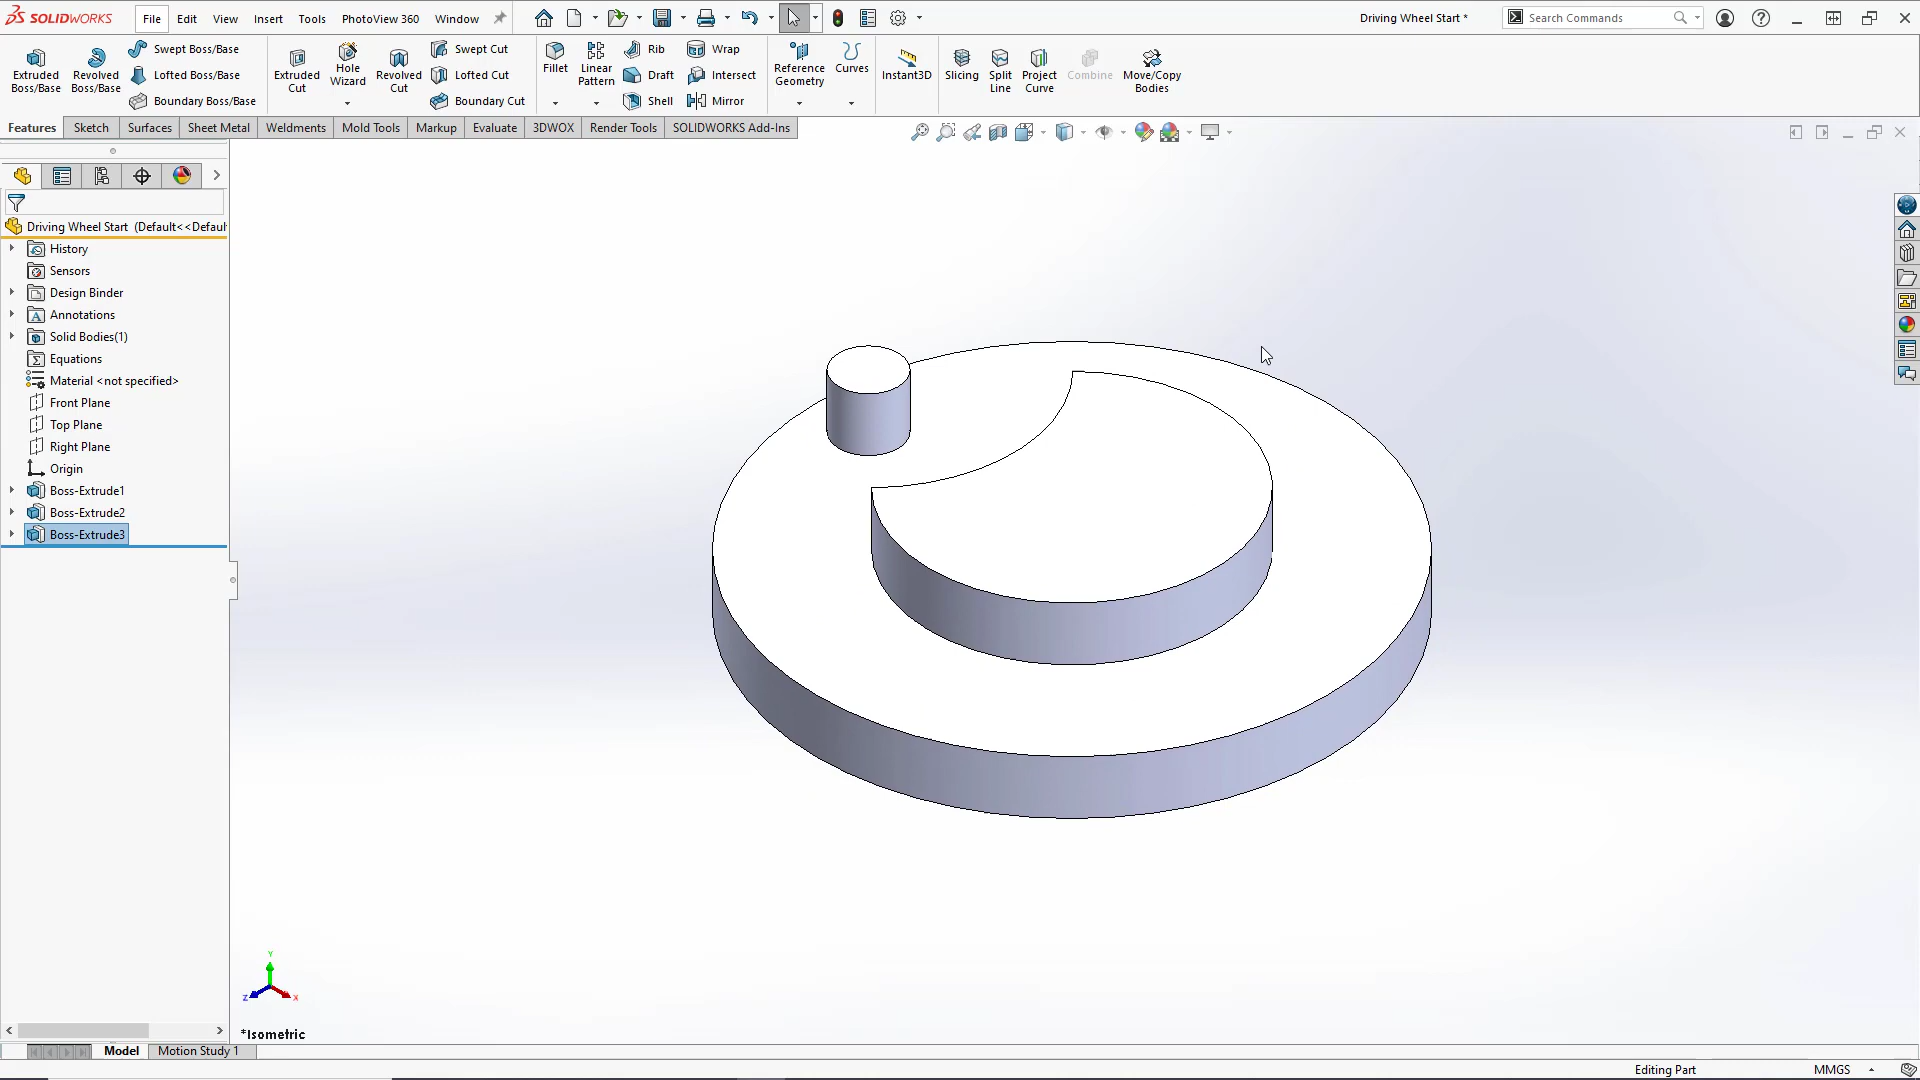 SOLIDWORKS File Edit View Insert Tools PhotoView 360 Window Driving Wheel Start * Search Commands
Extruded Boss/Base
Revolved Boss/Base
Swept Boss/Base
Lofted Boss/Base
Boundary Boss/Base
Extruded Cut
Hole Wizard
Revolved Cut
Swept Cut
Lofted Cut
Boundary Cut
Fillet
Linear Pattern
Rib
Draft
Shell
Wrap
Intersect
Mirror
Reference Geometry
Curves
Instant3D
Slicing
Split Line
Project Curve
Combine
Move/Copy Bodies
Features Sketch Surfaces Sheet Metal Weldments Mold Tools Markup Evaluate 3DWOX Render Tools SOLIDWORKS Add-Ins
Driving Wheel Start (Default<<Defaul
History
Sensors
Design Binder
Annotations
Solid Bodies(1)
Equations
Material <not specified>
Front Plane
Top Plane
Right Plane
Origin
Boss-Extrude1
Boss-Extrude2
Boss-Extrude3
Y
Z X
*Isometric
Model Motion Study 1
Editing Part MMGS